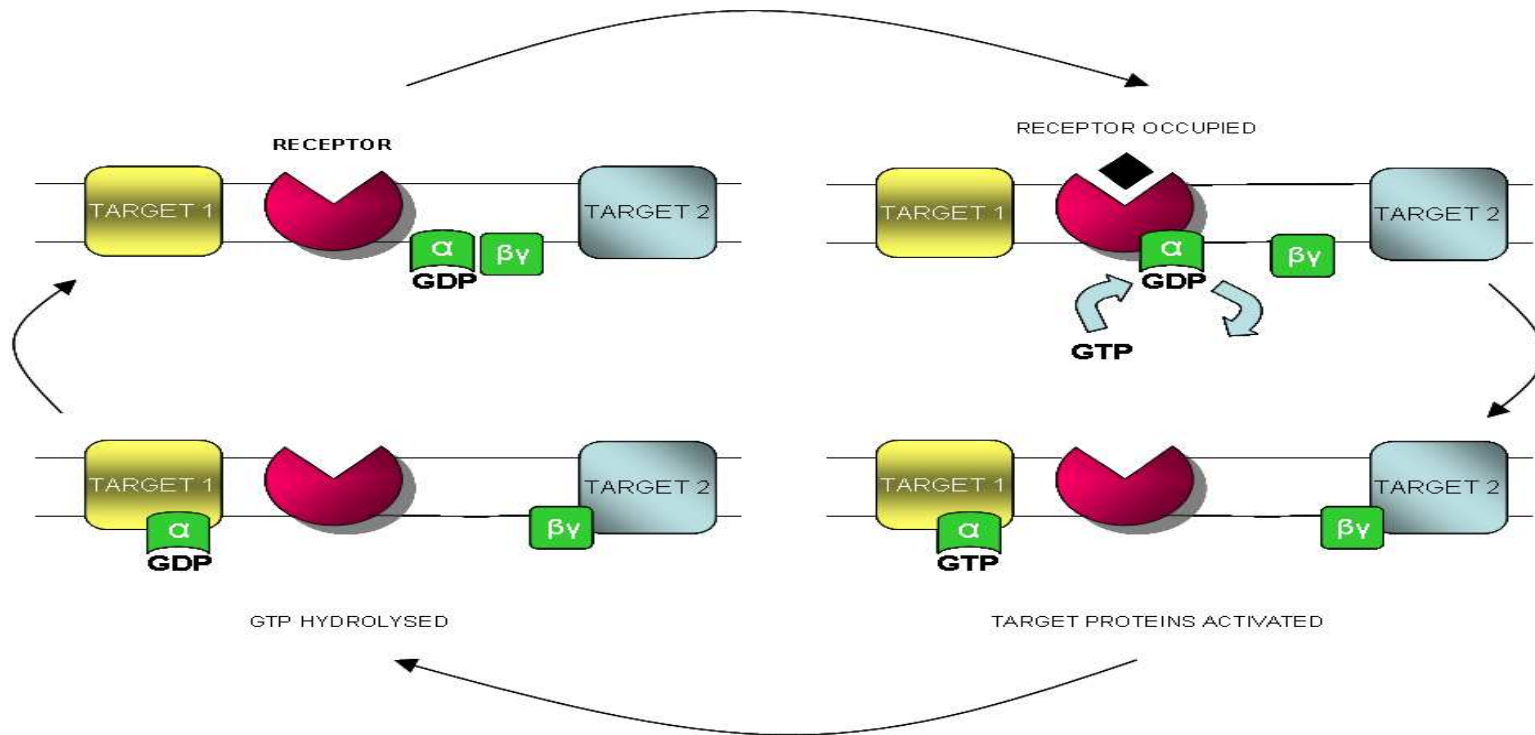 RECEPTOR
TARGET 1
α
βγ
GDP
TARGET 2
RECEPTOR OCCUPIED
TARGET 1
α
βγ
GDP
GTP
TARGET 2
TARGET 1
α
GDP
βγ
TARGET 2
GTP HYDROLYSED
TARGET 1
α
GTP
βγ
TARGET 2
TARGET PROTEINS ACTIVATED